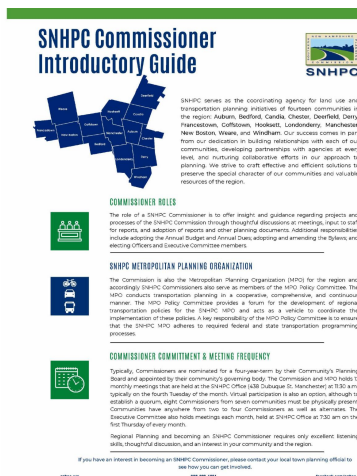 SNHPC Commissioner
Introductory Guide
NEW HAMPSHIRE
SNHPC
SNHPC serves as the coordinating agency for land use and
transportation planning initiatives of fourteen communities in
the region: Auburn, Bedford, Candia, Chester, Deerfield, Derry,
Francestown, Goffstown, Hooksett, Londonderry, Manchester,
New Boston, Weare, and Windham. Our success comes in part
from our dedication in building relationships with each of our
communities, developing partnerships with agencies at every
level, and nurturing collaborative efforts in our approach to
planning. We strive to craft effective and efficient solutions to
preserve the special character of our communities and valuable
resources of the region.
Weare
Deerfield
Hooksett
Candia
Francestown
Goffstown
New Boston
Manchester
Auburn
Chester
Bedford
Londonderry
Derry
Windham
COMMISSIONER ROLES
The role of a SNHPC Commissioner is to offer insight and guidance regarding projects and
processes of the SNHPC Commission through thoughtful discussions at meetings, input to staff
for reports, and adoption of reports and other planning documents. Additional responsibilities
include adopting the Annual Budget and Annual Dues; adopting and amending the Bylaws; and
electing Officers and Executive Committee members.
SNHPC METROPOLITAN PLANNING ORGANIZATION
The Commission is also the Metropolitan Planning Organization (MPO) for the region and
accordingly SNHPC Commissioners also serve as members of the MPO Policy Committee. The
MPO conducts transportation planning in a cooperative, comprehensive, and continuous
manner. The MPO Policy Committee provides a forum for the development of regional
transportation policies for the SNHPC MPO and acts as a vehicle to coordinate the
implementation of these policies. A key responsibility of the MPO Policy Committee is to ensure
that the SNHPC MPO adheres to required federal and state transportation programming
processes.
COMMISSIONER COMMITMENT & MEETING FREQUENCY
Typically, Commissioners are nominated for a four-year-term by their Community's Planning
Board and appointed by their community's governing body. The Commission and MPO holds
monthly meetings that are held at the SNHPC Office (438 Dubuque St. Manchester) at 11:30 am
typically on the fourth Tuesday of the month. Virtual participation is also an option, although to
establish a quorum, eight Commissioners from seven communities must be physically present.
Communities have anywhere from two to four Commissioners as well as alternates. The
Executive Committee also holds meetings each month, held at SNHPC Office at 7:30 am on the
first Thursday of every month.
Regional Planning and becoming an SNHPC Commissioner requires only excellent listening
skills, thoughtful discussion, and an interest in your community and the region.
If you have an interest in becoming an SNHPC Commissioner, please contact your local town planning official to
see how you can get involved.